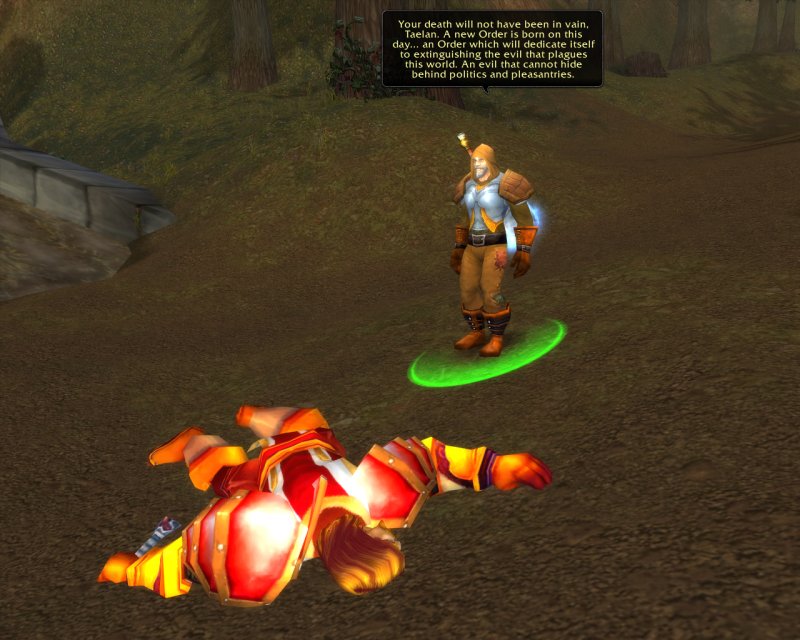 Your death will not have been in vain,
Taelan. A new Order is born on this
day... an Order which will dedicate itself
to extinguishing the evil that plagues
this world. An evil that cannot hide
behind politics and pleasantries.